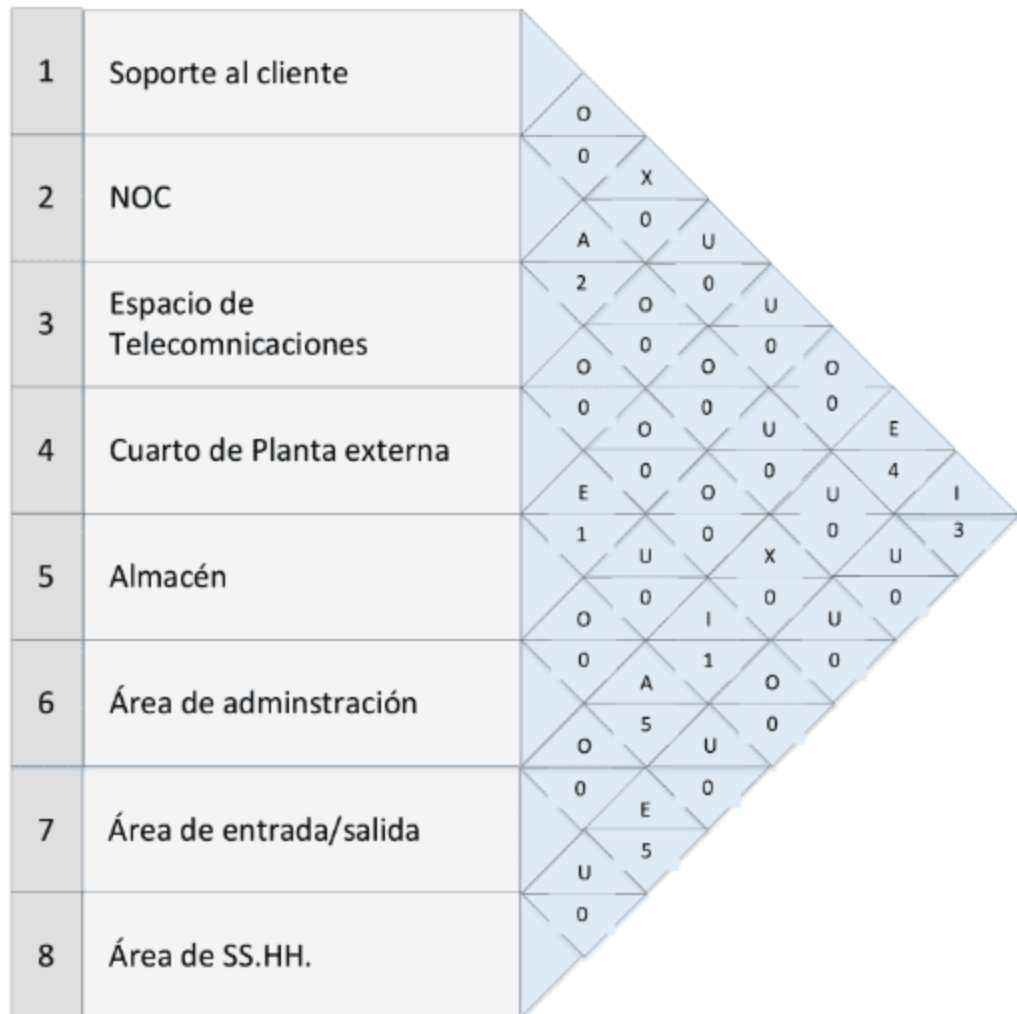 1 Soporte al cliente
O
0
X
2 NOC
0
A U
2 0
3 Espacio de
Telecomnicaciones
O U
0 0
O O O
0 0 0
O U E
4 Cuarto de Planta externa
0 0 4
E O U I
1 0 0 3
U X U
5 Almacén
0 0 0
O I U
0 1 0
A O
6 Área de adminstración
5 0
O U
0 0
E
7 Área de entrada/salida
5
U
0
8 Área de SS.HH.